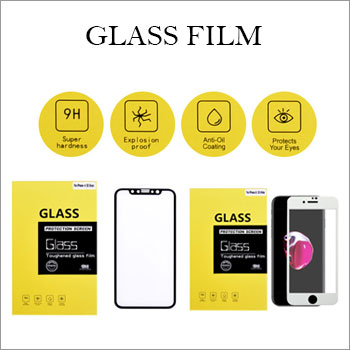 GLASS FILM
9H
Super
hardness
Explosion
proof
Anti-Oil
Coating
Protects
Your Eyes
GLASS
PROTECTION SCREEN
Glass
Toughened glass film
GLASS
PROTECTION SCREEN
Glass
Toughened glass film